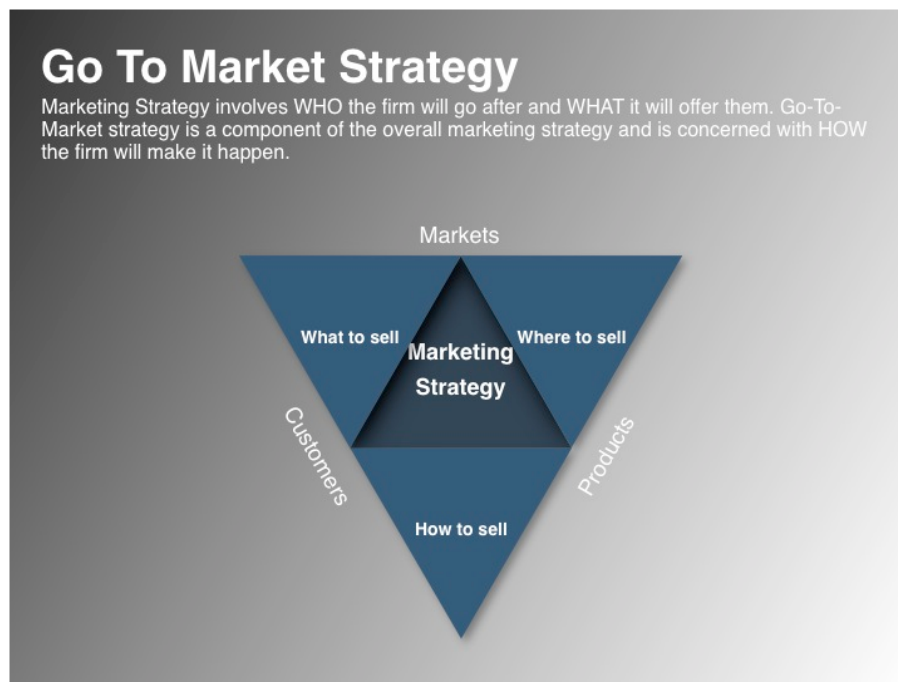 Go To Market Strategy
Marketing Strategy involves WHO the firm will go after and WHAT it will offer them. Go-To-
Market strategy is a component of the overall marketing strategy and is concerned with HOW
the firm will make it happen.
Markets
What to sell
Where to sell
Marketing
Strategy
Customers
Products
How to sell